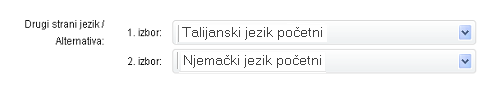 Drugi strani jezik /
Alternativa:
1. izbor: Talijanski jezik početni
2. izbor: Njemački jezik početni